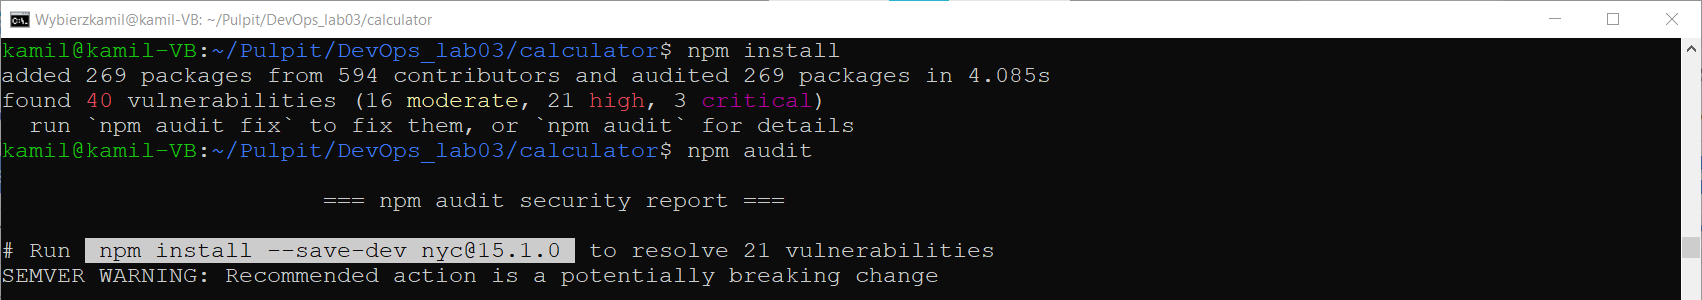 Wybierzkamil@kamil-VB: ~/Pulpit/DevOps_lab03/calculator
kamil@kamil-VB:~/Pulpit/DevOps_lab03/calculator$ npm install
added 269 packages from 594 contributors and audited 269 packages in 4.085s
found 40 vulnerabilities (16 moderate, 21 high, 3 critical)
  run `npm audit fix` to fix them, or `npm audit` for details
kamil@kamil-VB:~/Pulpit/DevOps_lab03/calculator$ npm audit
=== npm audit security report ===
# Run  npm install --save-dev nyc@15.1.0  to resolve 21 vulnerabilities
SEMVER WARNING: Recommended action is a potentially breaking change